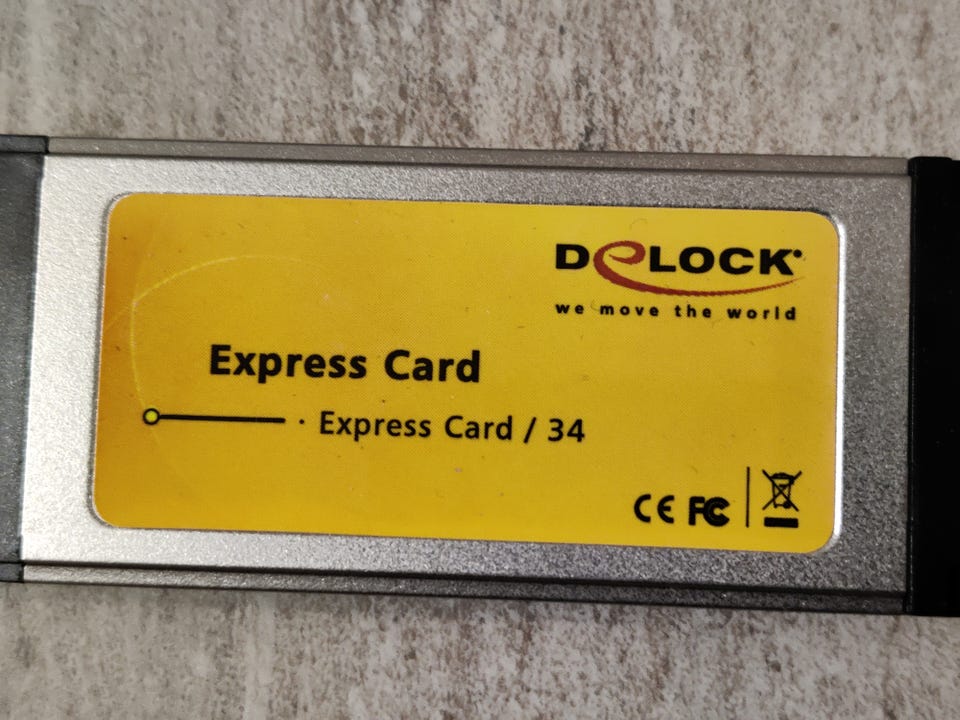 DeLOCK
we move the world
Express Card
· Express Card / 34
CE FC